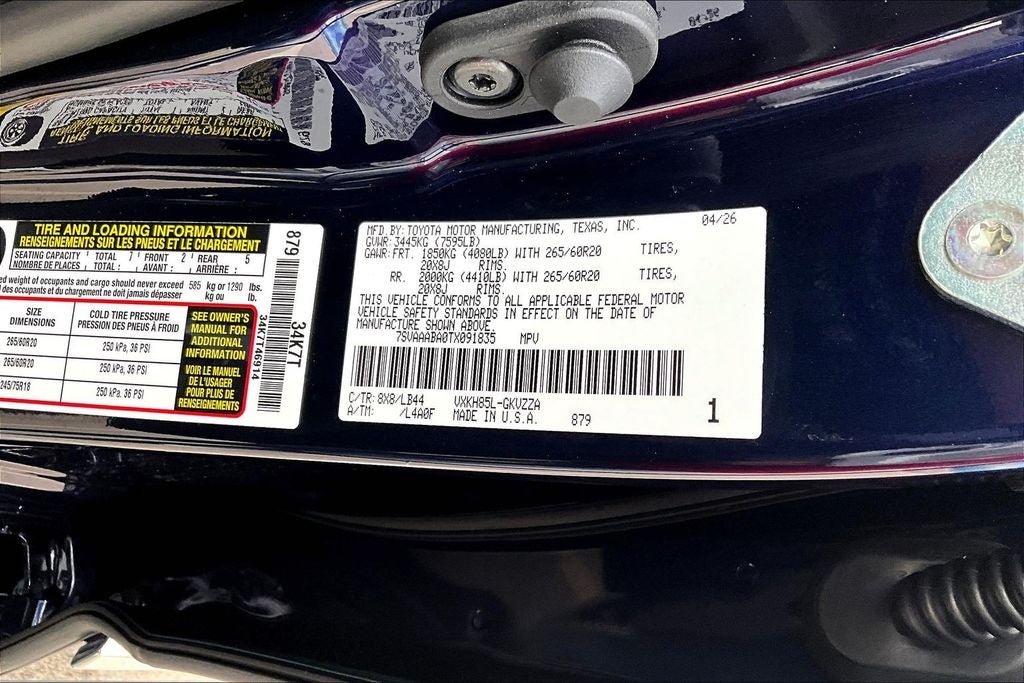 TIRE AND LOADING INFORMATION
RENSEIGNEMENTS SUR LES PNEUS ET LE CHARGEMENT
SEATING CAPACITY TOTAL 7 FRONT 2 REAR 5
NOMBRE DE PLACES TOTAL : AVANT : ARRIÈRE :
weight of occupants and cargo should never exceed 585 kg or 1290 lbs.
des occupants et du chargement ne doit jamais dépasser kg ou lb.
SIZE DIMENSIONS
COLD TIRE PRESSURE
PRESSION DES PNEUS À FROID
265/60R20 250 kPa, 36 PSI
265/60R20 250 kPa, 36 PSI
245/75R18 250 kPa, 36 PSI
SEE OWNER'S
MANUAL FOR
ADDITIONAL
INFORMATION
VOIR LE MANUEL
DE L'USAGER
POUR PLUS DE
RENSEIGNEMENTS
879
34K7T46914
34K7T
MFD.BY: TOYOTA MOTOR MANUFACTURING, TEXAS, INC. 04/26
GVWR: 3445KG (7595LB)
GAWR: FRT. 1850KG (4080LB) WITH 265/60R20 TIRES,
20X8J RIMS.
RR. 2000KG (4410LB) WITH 265/60R20 TIRES,
20X8J RIMS.
THIS VEHICLE CONFORMS TO ALL APPLICABLE FEDERAL MOTOR
VEHICLE SAFETY STANDARDS IN EFFECT ON THE DATE OF
MANUFACTURE SHOWN ABOVE.
7SVAAABA0TX091835 MPV
C/TR: 8X8/LB44 VXKH85L-GKVZZA
A/TM: /L4A0F MADE IN U.S.A. 879
1